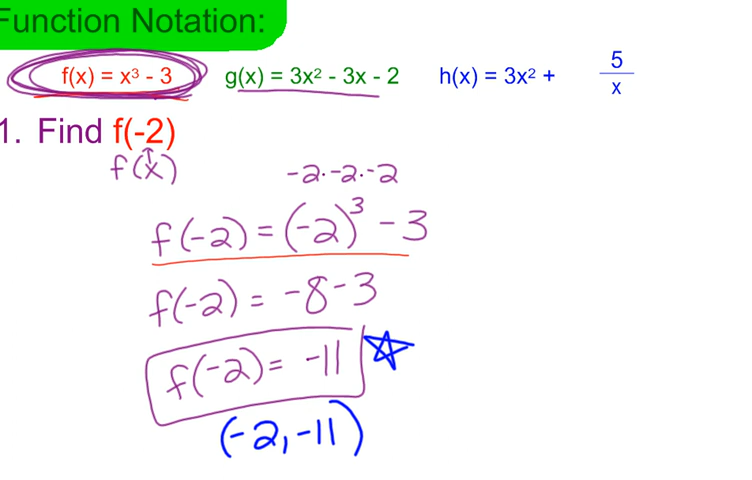 Function Notation:
f(x) = x³ - 3 g(x) = 3x² - 3x - 2 h(x) = 3x² + 5/x
1. Find f(-2)
f(x)
-2·-2·-2
f(-2) = (-2)³ - 3
f(-2) = -8-3
f(-2) = -11
(-2,-11)